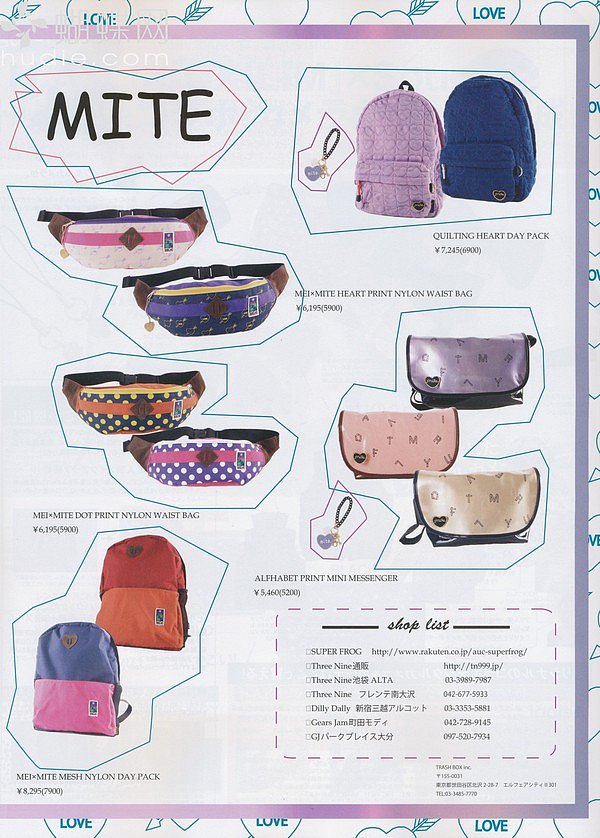 LOVE
LOVE
蝴蝶网
hudie.com
MITE
QUILTING HEART DAY PACK
¥7,245(6900)
MEI×MITE HEART PRINT NYLON WAIST BAG
¥6,195(5900)
MEI×MITE DOT PRINT NYLON WAIST BAG
¥6,195(5900)
ALFHABET PRINT MINI MESSENGER
¥5,460(5200)
MEI×MITE MESH NYLON DAY PACK
¥8,295(7900)
shop list
□SUPER FROG http://www.rakuten.co.jp/auc-superfrog/
□Three Nine通販 http://tn999.jp/
□Three Nine池袋 ALTA 03-3989-7987
□Three Nine フレンテ南大沢 042-677-5933
□Dilly Dally 新宿三越アルコット 03-3353-5881
□Gears Jam町田モディ 042-728-9145
□GJパークプレイス大分 097-520-7934
TRASH BOX inc.
〒155-0031
東京都世田谷区北沢 2-28-7 エルフェアシティⅡ301
TEL:03-3485-7770
LOVE
LOVE
LOVE